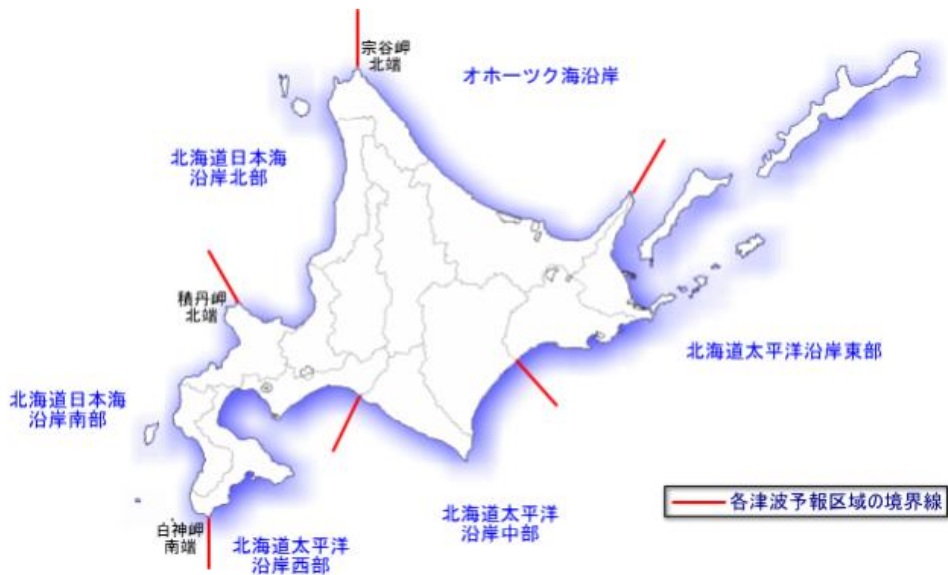 宗谷岬
北端
オホーツク海沿岸
北海道日本海
沿岸北部
積丹岬
北端
北海道太平洋沿岸東部
北海道日本海
沿岸南部
各津波予報区域の境界線
北海道太平洋
沿岸中部
白神岬
南端
北海道太平洋
沿岸西部